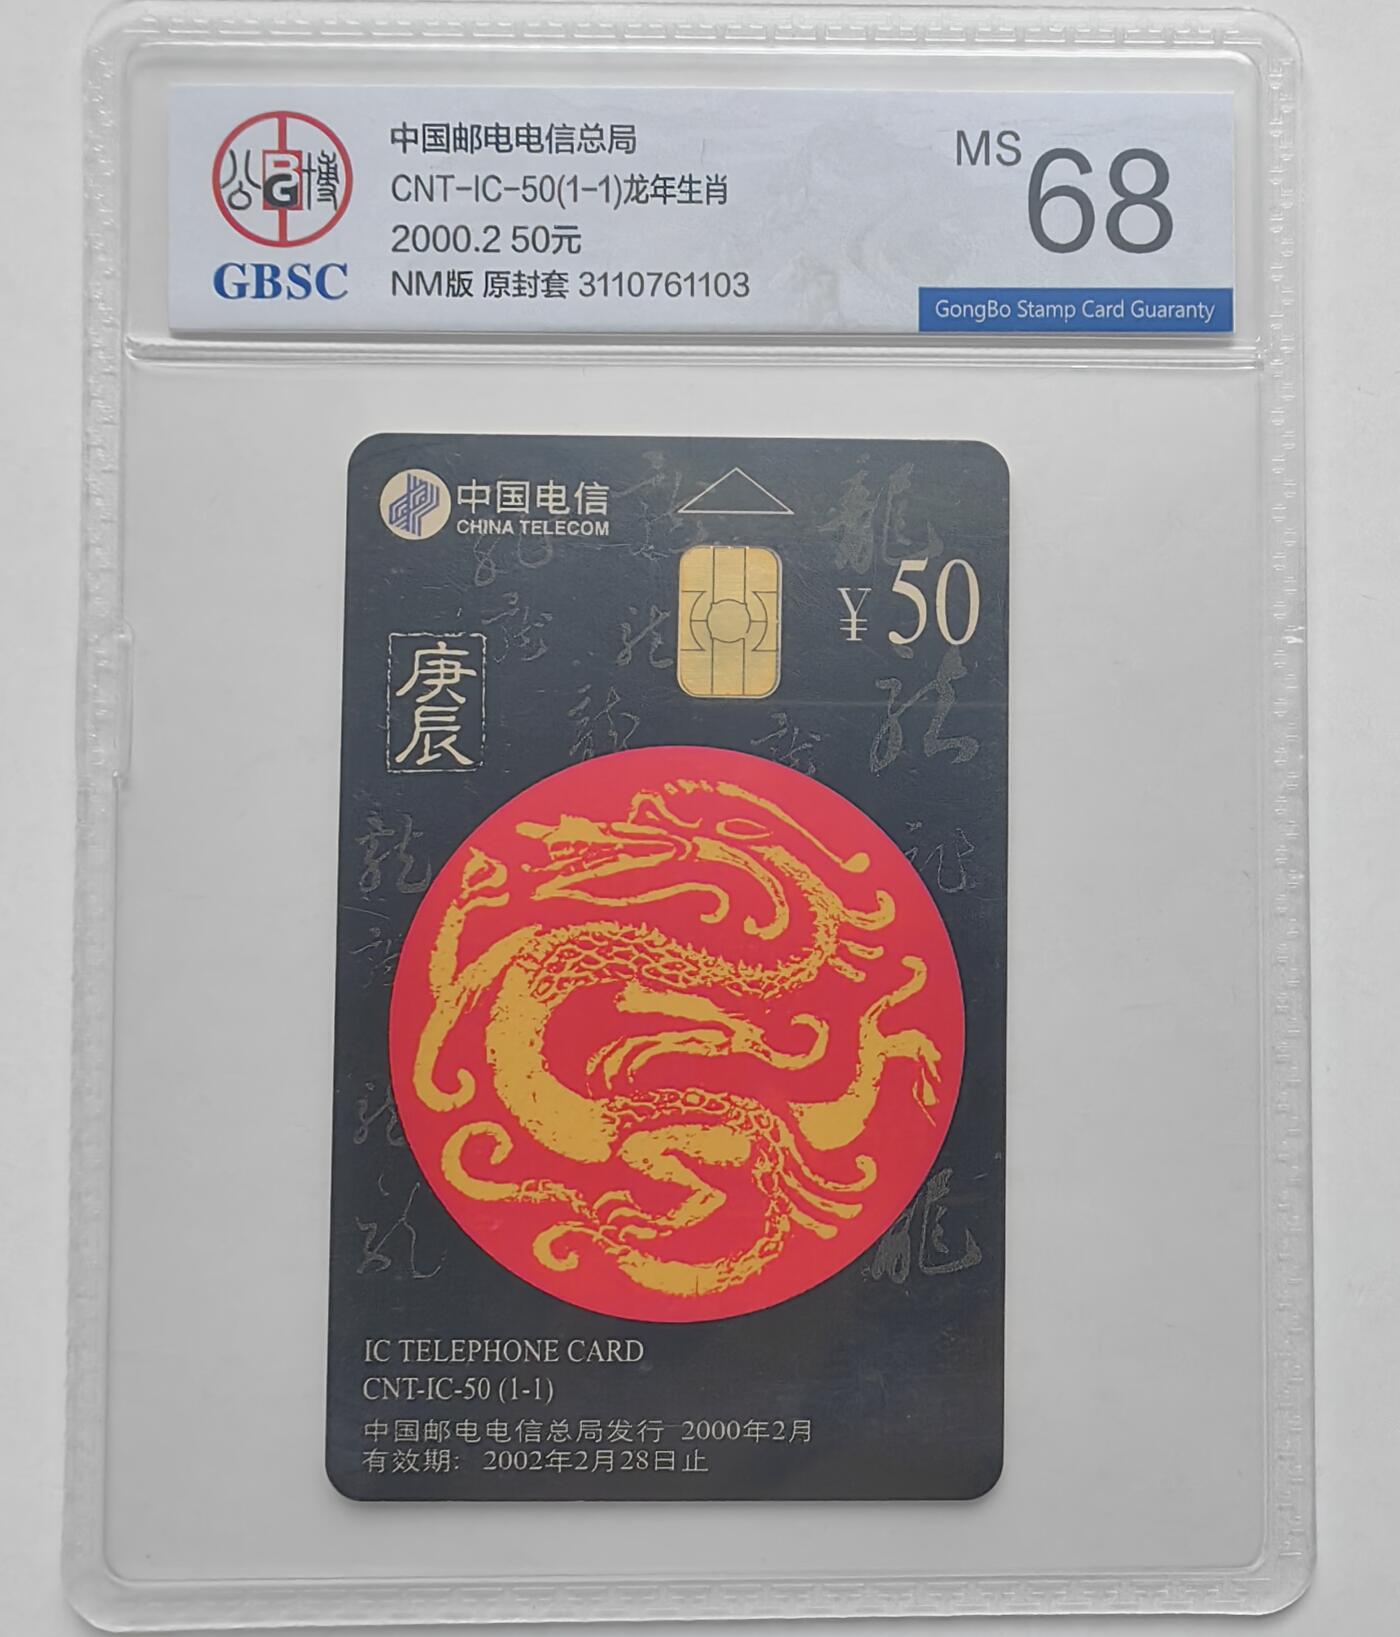 公博
BG
GBSC
中国邮电电信总局
CNT-IC-50(1-1)龙年生肖
2000.2 50元
NM版 原封套 3110761103
MS 68
GongBo Stamp Card Guaranty
中国电信
CHINA TELECOM
¥50
庚辰
龍
IC TELEPHONE CARD
CNT-IC-50 (1-1)
中国邮电电信总局发行 2000年2月
有效期: 2002年2月28日止